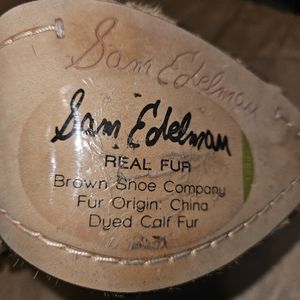 Sam Edelman
Sam Edelman
REAL FUR
Brown Shoe Company
Fur Origin: China
Dyed Calf Fur